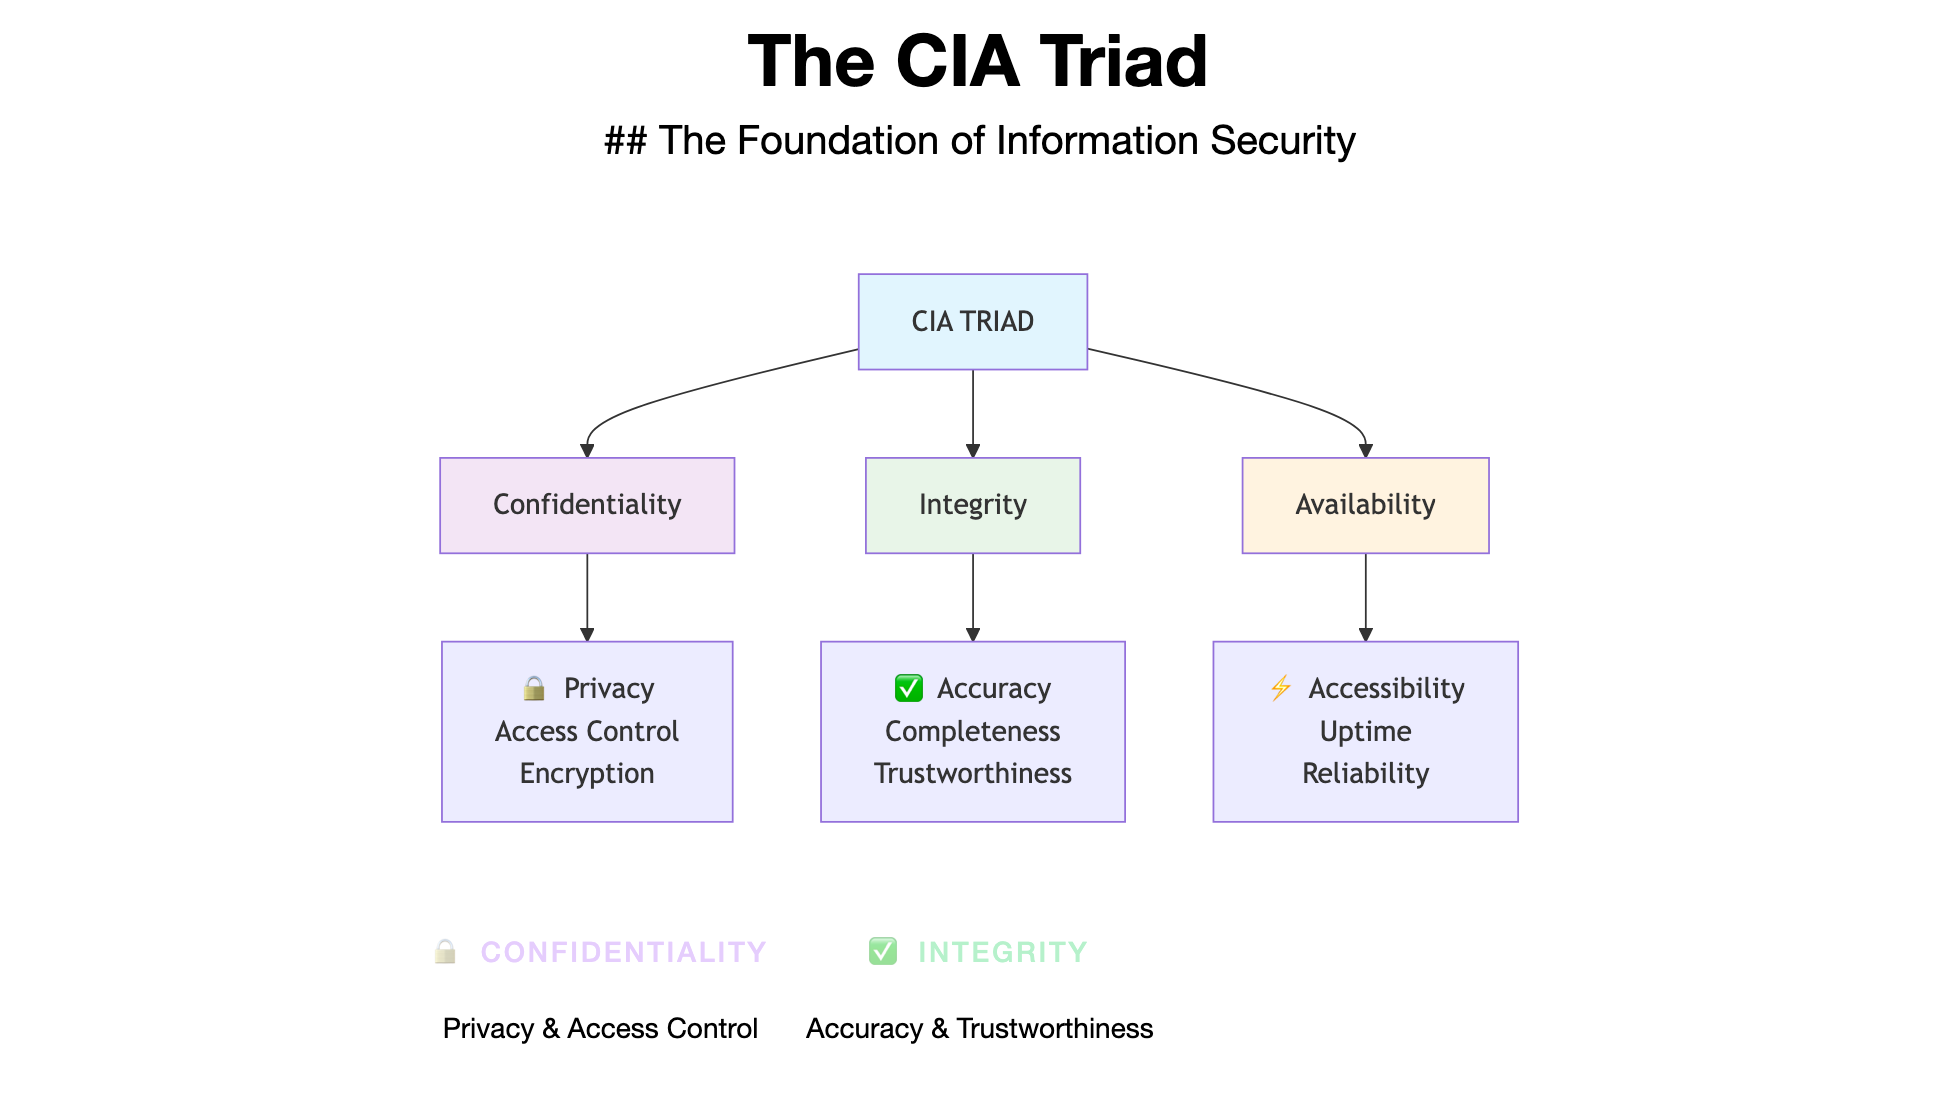 The CIA Triad
## The Foundation of Information Security
CIA TRIAD
Confidentiality
Integrity
Availability
🔒 Privacy
Access Control
Encryption
✅ Accuracy
Completeness
Trustworthiness
⚡ Accessibility
Uptime
Reliability
🔒 CONFIDENTIALITY
✅ INTEGRITY
Privacy & Access Control
Accuracy & Trustworthiness